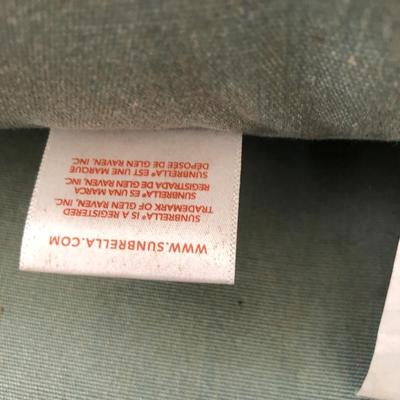 WWW.SUNBRELLA.COM
SUNBRELLA® IS A REGISTERED
TRADEMARK OF GLEN RAVEN, INC.
SUNBRELLA® ES UNA MARCA
REGISTRADA DE GLEN RAVEN, INC.
SUNBRELLA® EST UNE MARQUE
DÉPOSÉE DE GLEN RAVEN, INC.